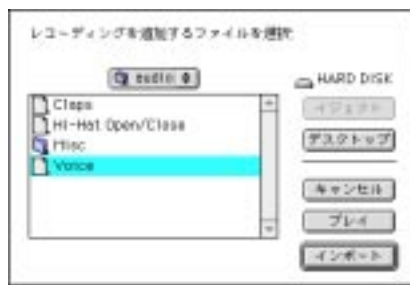 レコーディングを追加するファイルを選択
audio
HARD DISK
Claps
Hi-Hat Open/Close
Misc
Voice
イジェクト
デスクトップ
キャンセル
プレイ
インポート